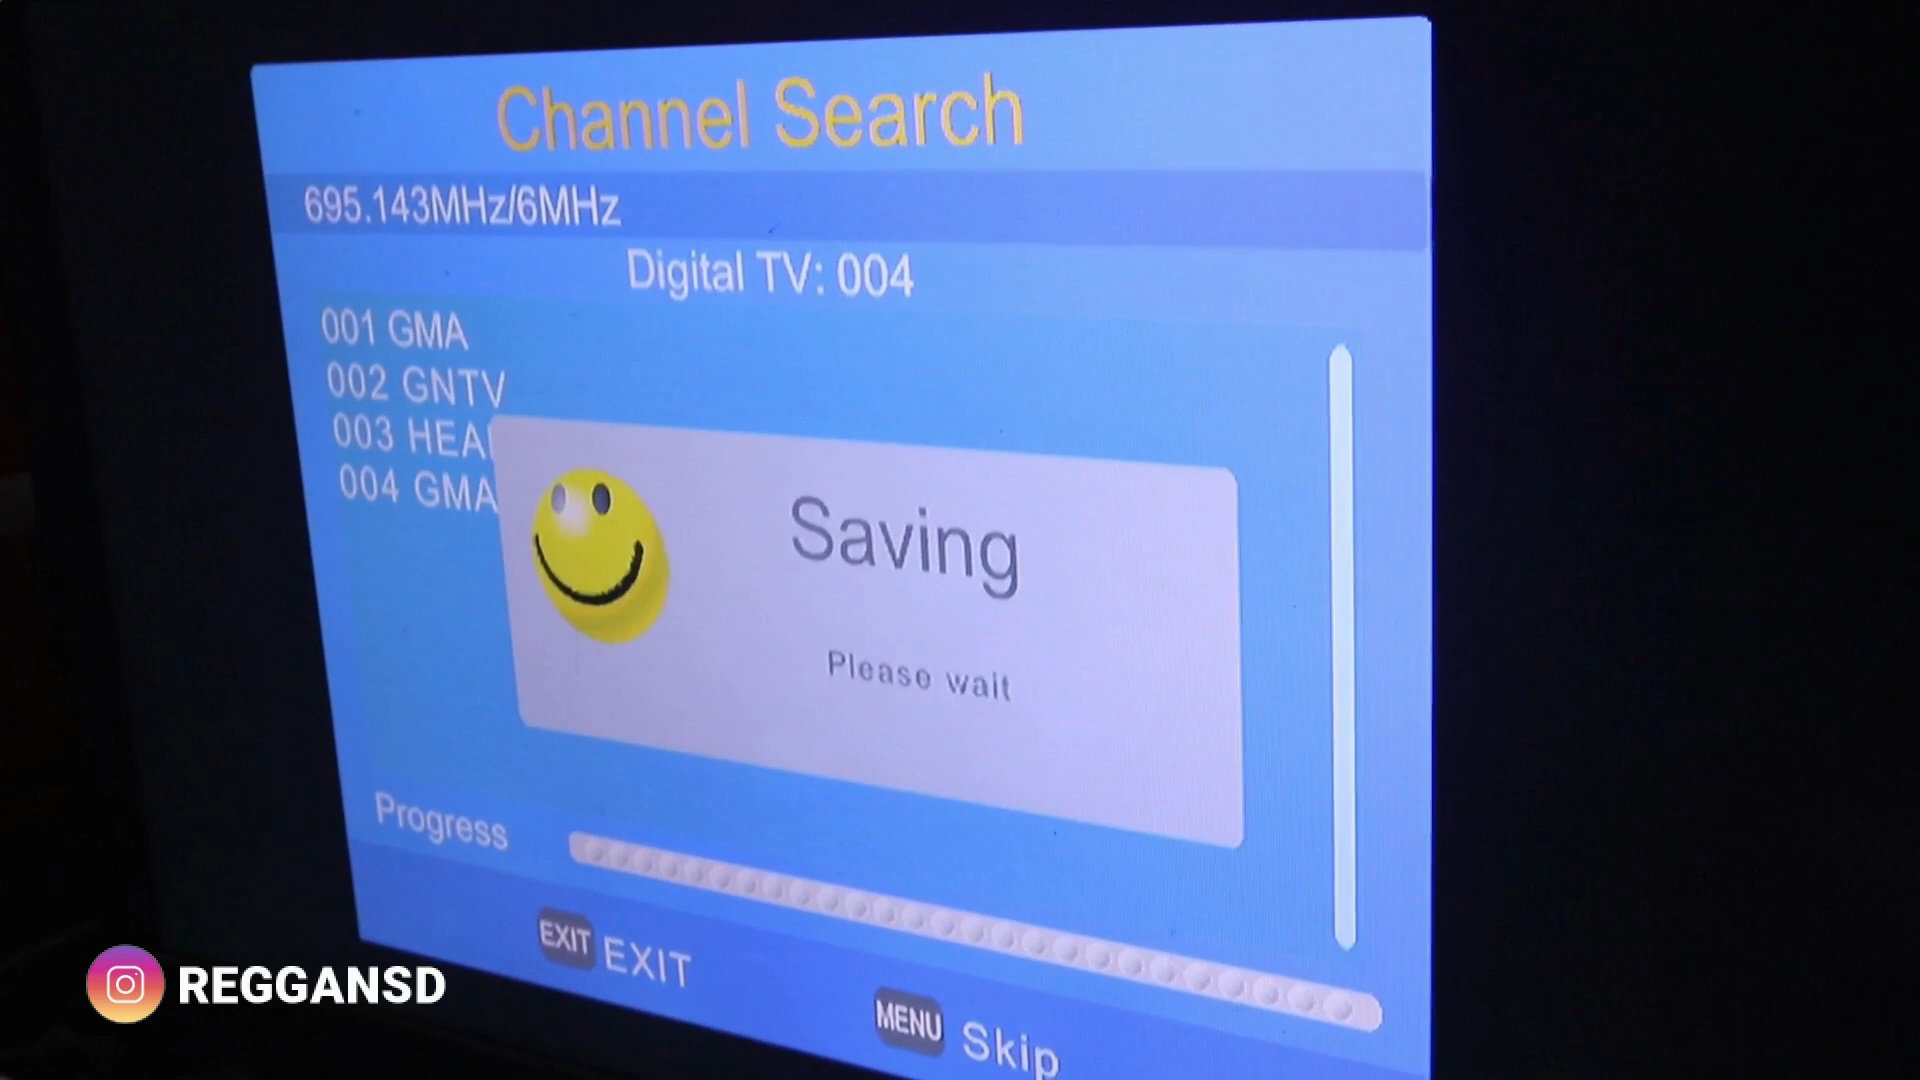 Channel Search
695.143MHz/6MHz
Digital TV: 004
001 GMA
002 GNTV
003 HEA
004 GMA
Saving
Please wait
Progress
EXIT EXIT
MENU Skip
REGGANSD